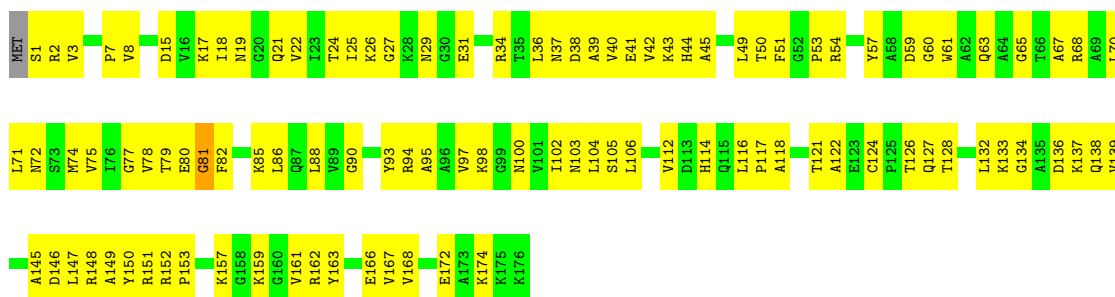 MET S1 R2 V3 P7 V8 D15 V16 K17 I18 N19 G20 Q21 V22 I23 T24 I25 K26 G27 K28 N29 G30 E31 R34 T35 L36 N37 D38 A39 V40 E41 V42 K43 H44 A45 L49 T50 F51 G52 P53 R54 Y57 A58 D59 G60 W61 A62 Q63 A64 G65 T66 A67 R68 A69 L70
L71 N72 S73 M74 V75 I76 G77 V78 T79 E80 G81 F82 K85 L86 Q87 L88 V89 G90 Y93 R94 A95 A96 V97 K98 G99 N100 V101 I102 N103 L104 S105 L106 V112 D113 H114 Q115 L116 P117 A118 T121 A122 E123 C124 P125 T126 Q127 T128 L132 K133 G134 A135 D136 K137 Q138
A145 D146 L147 R148 A149 Y150 R151 R152 P153 K157 G158 K159 G160 V161 R162 Y163 E166 V167 V168 E172 A173 K174 K175 K176